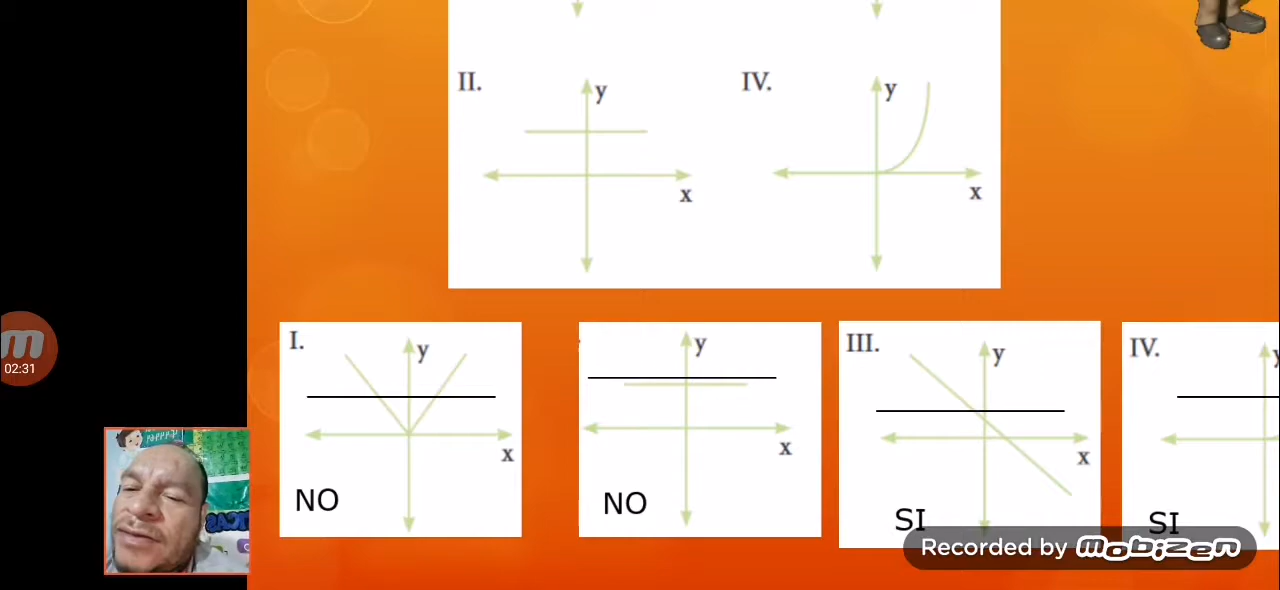 II.
y
x
IV.
y
x
I.
y
x
NO
y
x
NO
III.
y
x
SI
IV.
y
SI
m
02:31
Recorded by mobizen